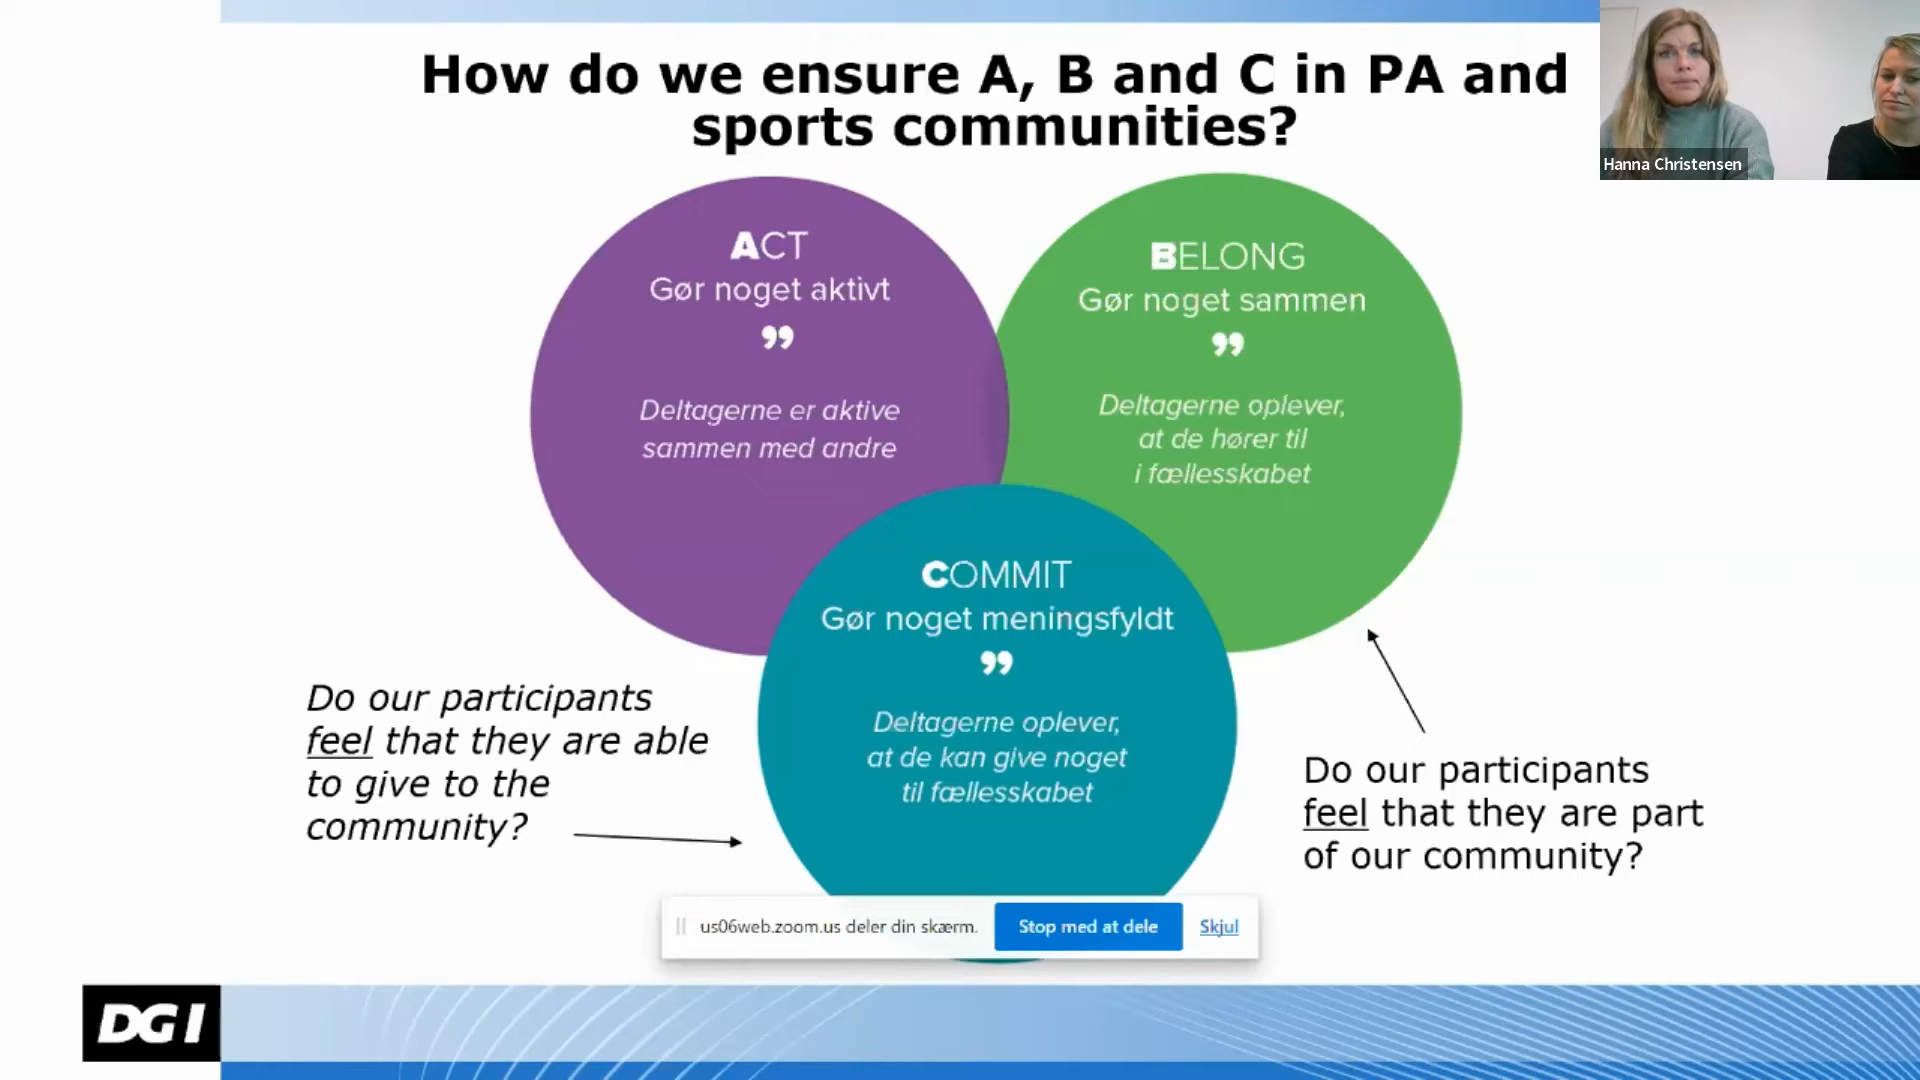 How do we ensure A, B and C in PA and
sports communities?
Hanna Christensen
ACT
Gør noget aktivt
”
Deltagerne er aktive
sammen med andre
BELONG
Gør noget sammen
”
Deltagerne oplever,
at de hører til
i fællesskabet
COMMIT
Gør noget meningsfyldt
”
Deltagerne oplever,
at de kan give noget
til fællesskabet
Do our participants
feel that they are able
to give to the
community?
Do our participants
feel that they are part
of our community?
us06web.zoom.us deler din skærm.
Stop med at dele
Skjul
DGI